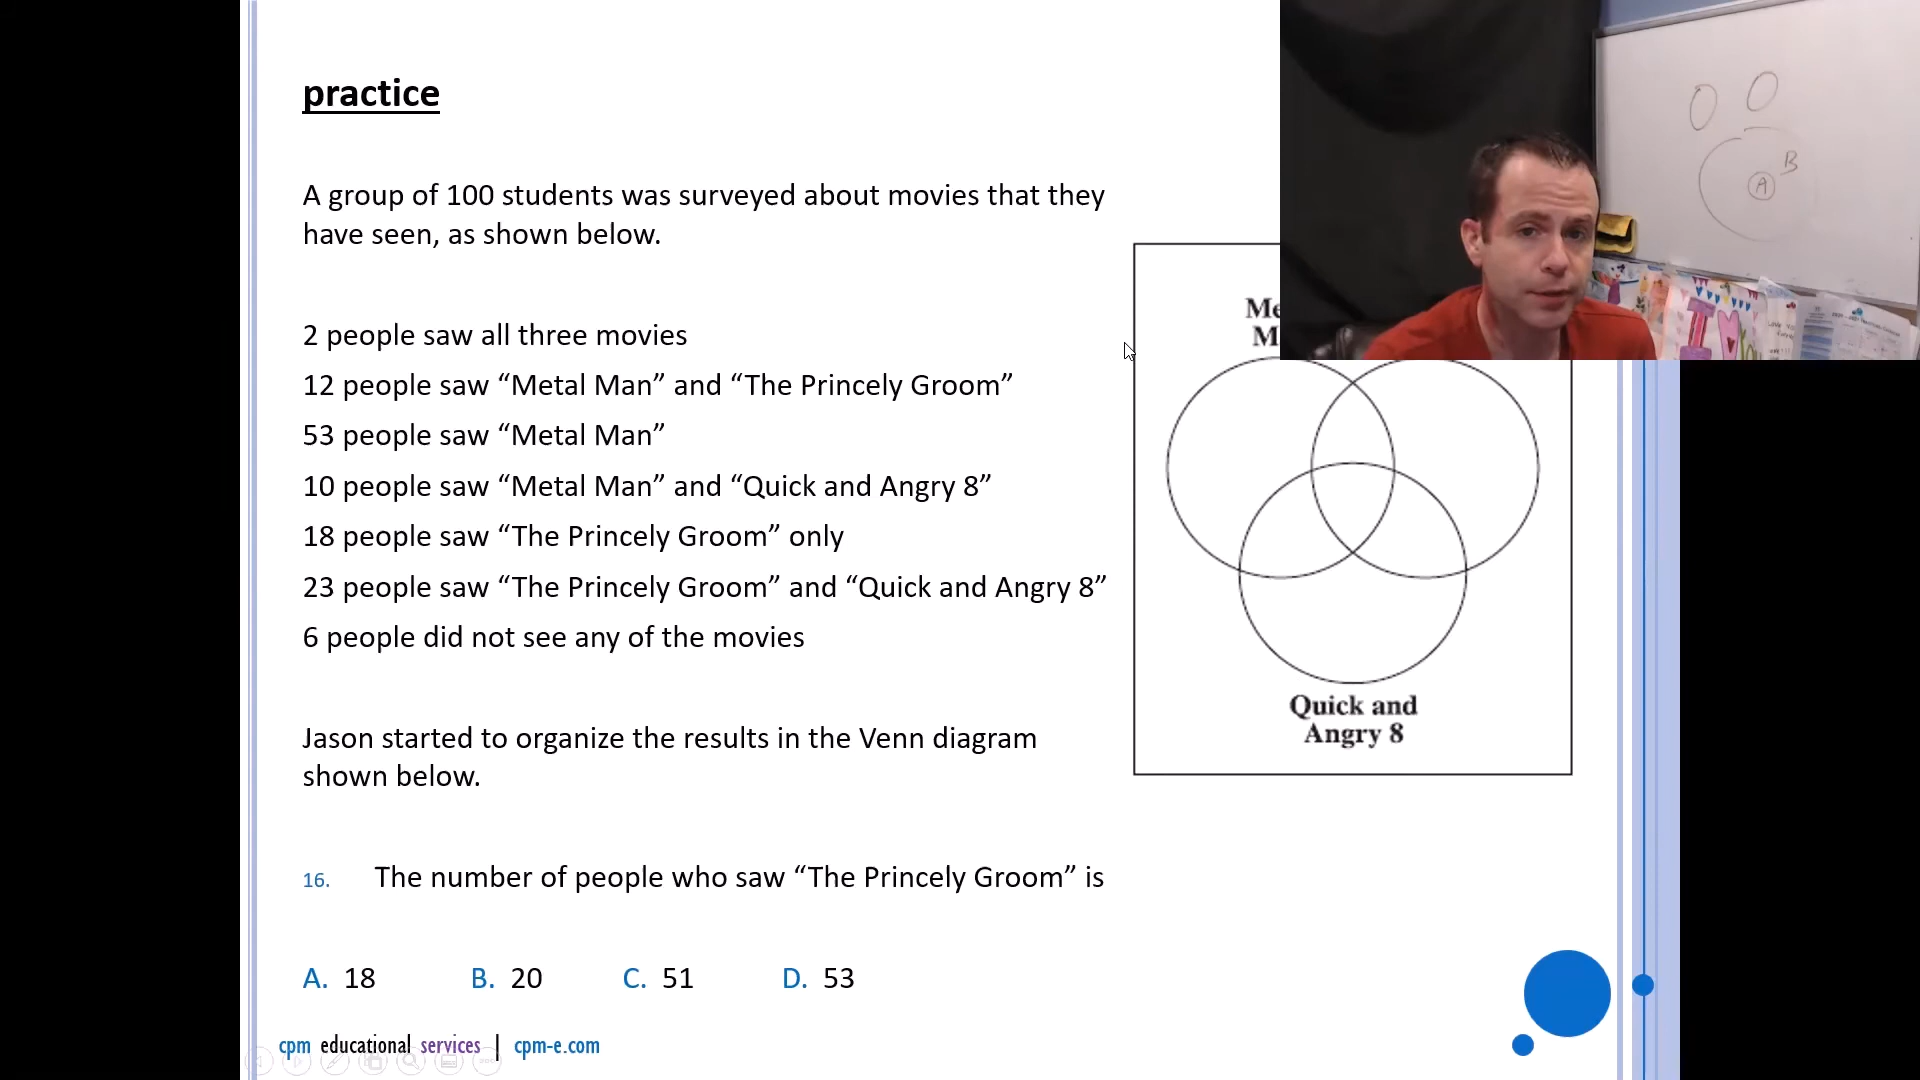 practice
A group of 100 students was surveyed about movies that they
have seen, as shown below.
2 people saw all three movies
12 people saw “Metal Man” and “The Princely Groom”
53 people saw “Metal Man”
10 people saw “Metal Man” and “Quick and Angry 8”
18 people saw “The Princely Groom” only
23 people saw “The Princely Groom” and “Quick and Angry 8”
6 people did not see any of the movies
Jason started to organize the results in the Venn diagram
shown below.
16. The number of people who saw “The Princely Groom” is
A. 18 B. 20 C. 51 D. 53
cpm educational services | cpm-e.com
Me
M
Quick and
Angry 8
B
A
I